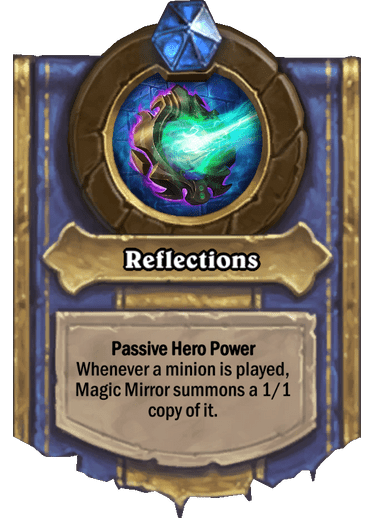 Reflections
Passive Hero Power
Whenever a minion is played,
Magic Mirror summons a 1/1
copy of it.